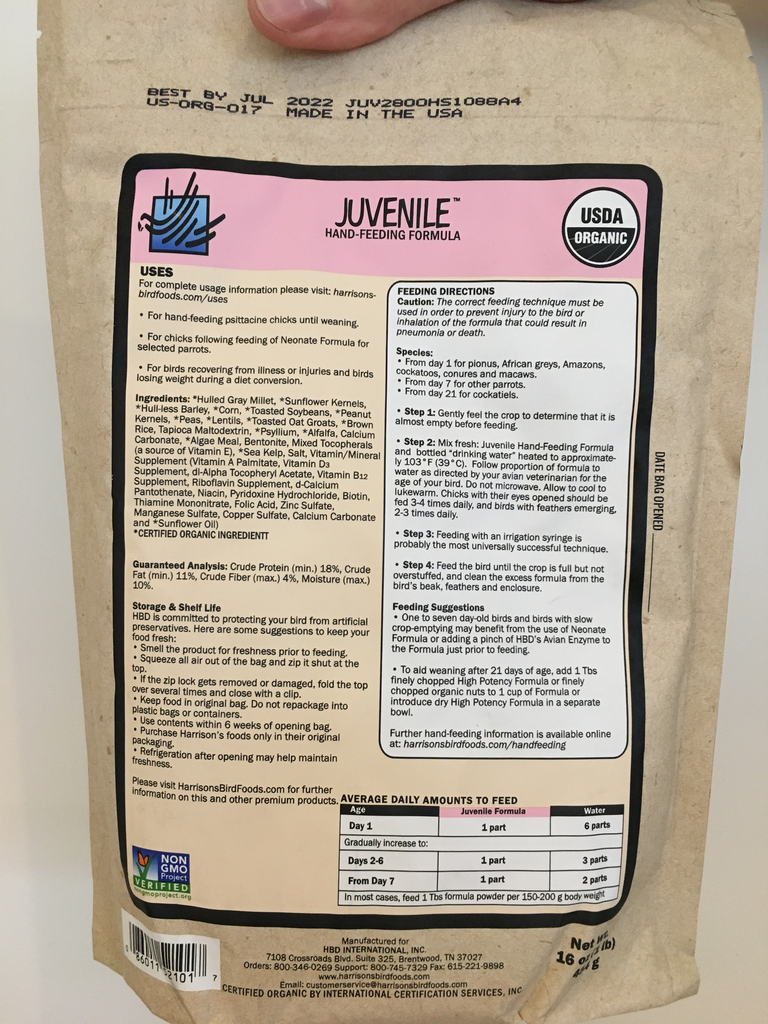 BEST BY JUL 2022 JUV2800HS1088A4
US-ORG-017 MADE IN THE USA
JUVENILE™
HAND-FEEDING FORMULA
USDA
ORGANIC
USES
For complete usage information please visit: harrisons-
birdfoods.com/uses
• For hand-feeding psittacine chicks until weaning.
• For chicks following feeding of Neonate Formula for
selected parrots.
• For birds recovering from illness or injuries and birds
losing weight during a diet conversion.
Ingredients: *Hulled Gray Millet, *Sunflower Kernels,
*Hull-less Barley, *Corn, *Toasted Soybeans, *Peanut
Kernels, *Peas, *Lentils, *Toasted Oat Groats, *Brown
Rice, Tapioca Maltodextrin, *Psyllium, *Alfalfa, Calcium
Carbonate, *Algae Meal, Bentonite, Mixed Tocopherols
(a source of Vitamin E), *Sea Kelp, Salt, Vitamin/Mineral
Supplement (Vitamin A Palmitate, Vitamin D3
Supplement, dl-Alpha Tocopheryl Acetate, Vitamin B12
Supplement, Riboflavin Supplement, d-Calcium
Pantothenate, Niacin, Pyridoxine Hydrochloride, Biotin,
Thiamine Mononitrate, Folic Acid, Zinc Sulfate,
Manganese Sulfate, Copper Sulfate, Calcium Carbonate
and *Sunflower Oil)
*CERTIFIED ORGANIC INGREDIENTT
Guaranteed Analysis: Crude Protein (min.) 18%, Crude
Fat (min.) 11%, Crude Fiber (max.) 4%, Moisture (max.)
10%.
Storage & Shelf Life
HBD is committed to protecting your bird from artificial
preservatives. Here are some suggestions to keep your
food fresh:
• Smell the product for freshness prior to feeding.
• Squeeze all air out of the bag and zip it shut at the
top.
• If the zip lock gets removed or damaged, fold the top
over several times and close with a clip.
• Keep food in original bag. Do not repackage into
plastic bags or containers.
• Use contents within 6 weeks of opening bag.
• Purchase Harrison's foods only in their original
packaging.
• Refrigeration after opening may help maintain
freshness.
Please visit HarrisonsBirdFoods.com for further
information on this and other premium products.
FEEDING DIRECTIONS
Caution: The correct feeding technique must be
used in order to prevent injury to the bird or
inhalation of the formula that could result in
pneumonia or death.
Species:
• From day 1 for pionus, African greys, Amazons,
cockatoos, conures and macaws.
• From day 7 for other parrots.
• From day 21 for cockatiels.
• Step 1: Gently feel the crop to determine that it is
almost empty before feeding.
• Step 2: Mix fresh: Juvenile Hand-Feeding Formula
and bottled "drinking water" heated to approximate-
ly 103°F (39°C). Follow proportion of formula to
water as directed by your avian veterinarian for the
age of your bird. Do not microwave. Allow to cool to
lukewarm. Chicks with their eyes opened should be
fed 3-4 times daily, and birds with feathers emerging,
2-3 times daily.
• Step 3: Feeding with an irrigation syringe is
probably the most universally successful technique.
• Step 4: Feed the bird until the crop is full but not
overstuffed, and clean the excess formula from the
bird's beak, feathers and enclosure.
Feeding Suggestions
• One to seven day-old birds and birds with slow
crop-emptying may benefit from the use of Neonate
Formula or adding a pinch of HBD's Avian Enzyme to
the Formula just prior to feeding.
• To aid weaning after 21 days of age, add 1 Tbs
finely chopped High Potency Formula or finely
chopped organic nuts to 1 cup of Formula or
introduce dry High Potency Formula in a separate
bowl.
Further hand-feeding information is available online
at: harrisonsbirdfoods.com/handfeeding
DATE BAG OPENED
AVERAGE DAILY AMOUNTS TO FEED
Age Juvenile Formula Water
Day 1 1 part 6 parts
Gradually increase to:
Days 2-6 1 part 3 parts
From Day 7 1 part 2 parts
In most cases, feed 1 Tbs formula powder per 150-200 g body weight
NON
GMO
Project
VERIFIED
Manufactured for
HBD INTERNATIONAL, INC.
7108 Crossroads Blvd. Suite 325, Brentwood, TN 37027
Orders: 800-346-0269 Support: 800-745-7329 Fax: 615-221-9898
www.harrisonsbirdfoods.com
Email: customerservice@harrisonsbirdfoods.com
CERTIFIED ORGANIC BY INTERNATIONAL CERTIFICATION SERVICES, INC
Net
16 oz